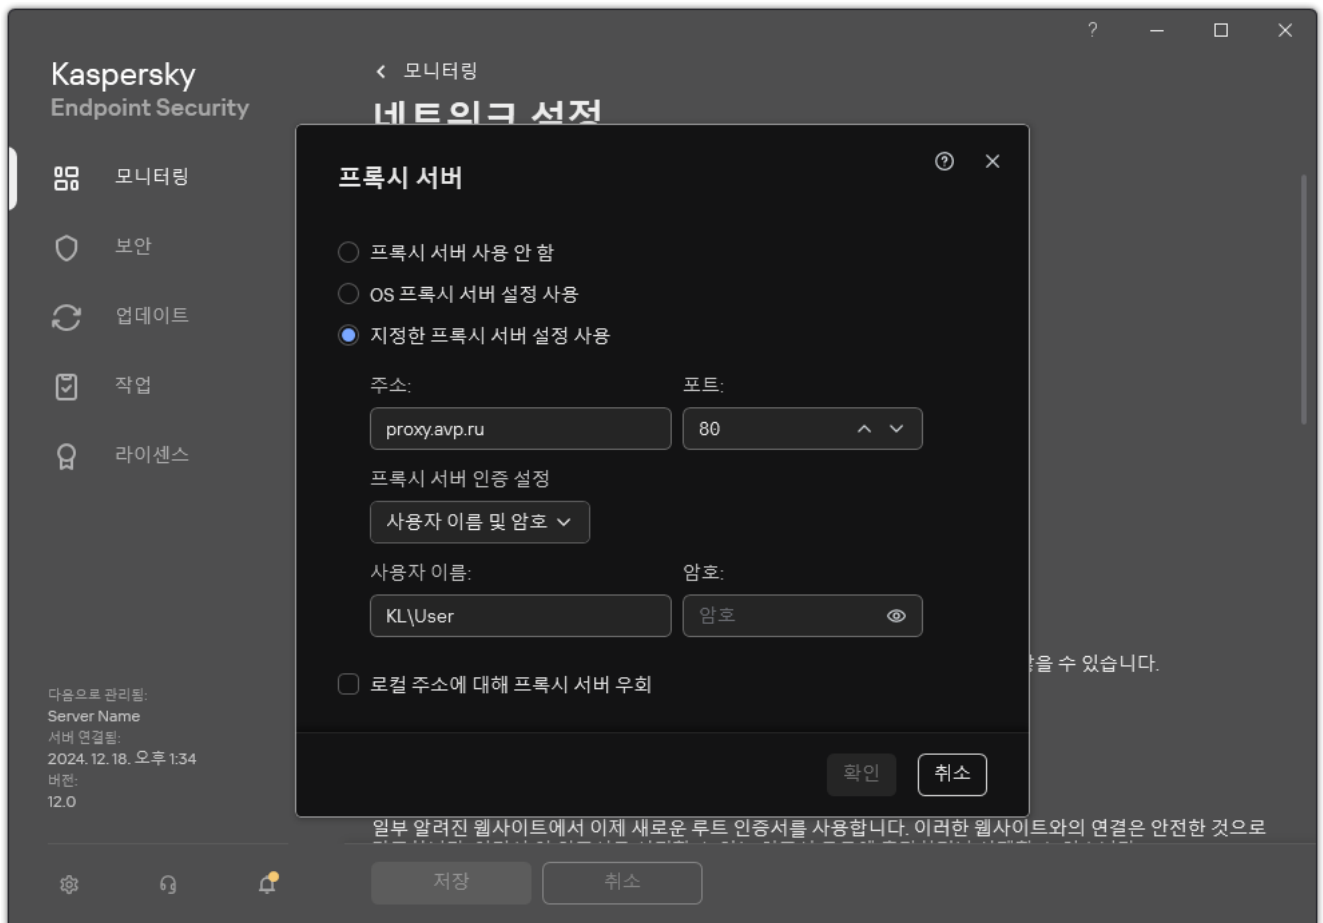 ?
Kaspersky
Endpoint Security
모니터링
네트워크 설정
모니터링
보안
업데이트
작업
라이센스
다음으로 관리됨:
Server Name
서버 연결됨:
2024. 12. 18. 오후 1:34
버전:
12.0
프록시 서버
프록시 서버 사용 안 함
OS 프록시 서버 설정 사용
지정한 프록시 서버 설정 사용
주소: 포트:
proxy.avp.ru 80
프록시 서버 인증 설정
사용자 이름 및 암호
사용자 이름: 암호:
KL\User 암호
로컬 주소에 대해 프록시 서버 우회
확인 취소
수 있습니다.
일부 알려진 웹사이트에서 이제 새로운 루트 인증서를 사용합니다. 이러한 웹사이트와의 연결은 안전한 것으로
저장 취소